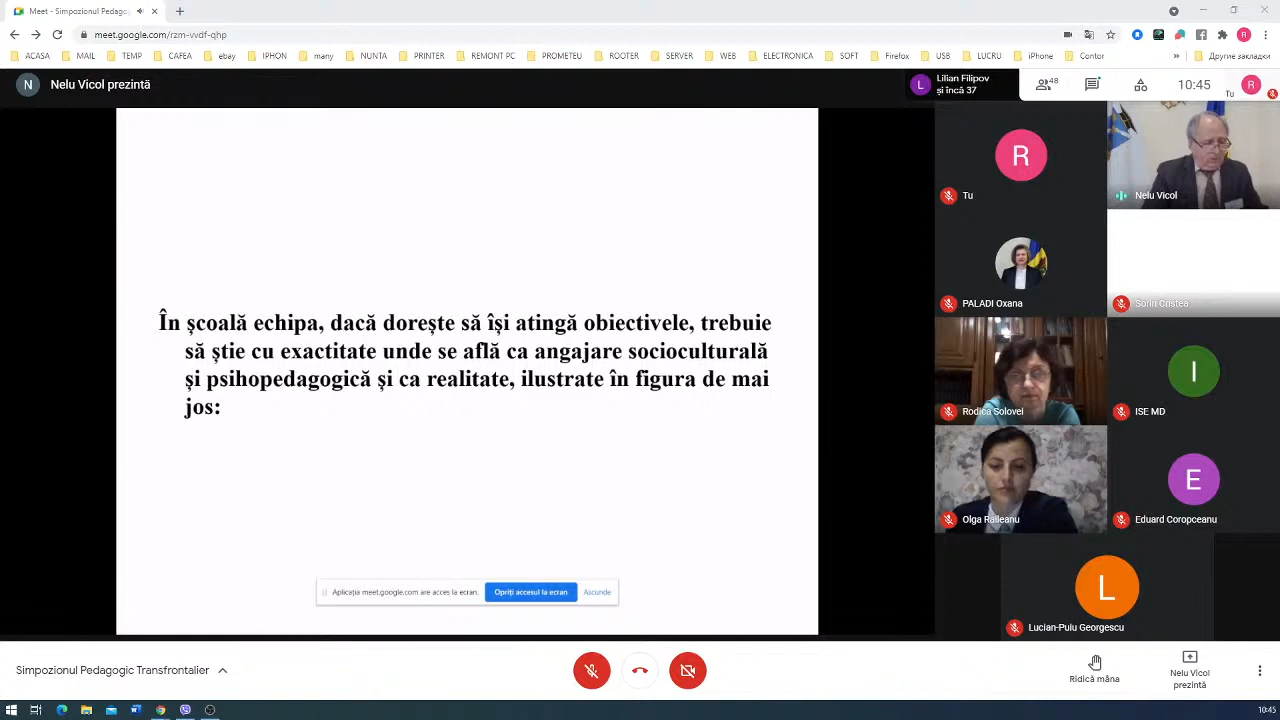 Meet - Simpozionul Pedagog
meet.google.com/rzm-vvdf-qhp
ACASA MAIL TEMP CAFEA ebay IPHON many NUNTA PRINTER REMONT PC PROMETEU ROOTER SERVER WEB ELECTRONICA SOFT Firefox USB LUCRU iPhone Contor » Другие закладки
N Nelu Vicol prezintă
L Lilian Filipov
și încă 37
48
10:45
Tu
R
R
Tu
Nelu Vicol
PALADI Oxana
Sorin Cristea
Rodica Solovei
I
ISE MD
Olga Raileanu
E
Eduard Coropceanu
L
Lucian-Puiu Georgescu
În școală echipa, dacă dorește să își atingă obiectivele, trebuie
să știe cu exactitate unde se află ca angajare socioculturală
și psihopedagogică și ca realitate, ilustrate în figura de mai
jos:
Aplicația meet.google.com are acces la ecran. Opriți accesul la ecran Ascunde
Simpozionul Pedagogic Transfrontalier
Ridică mâna
Nelu Vicol
prezintă
10:45